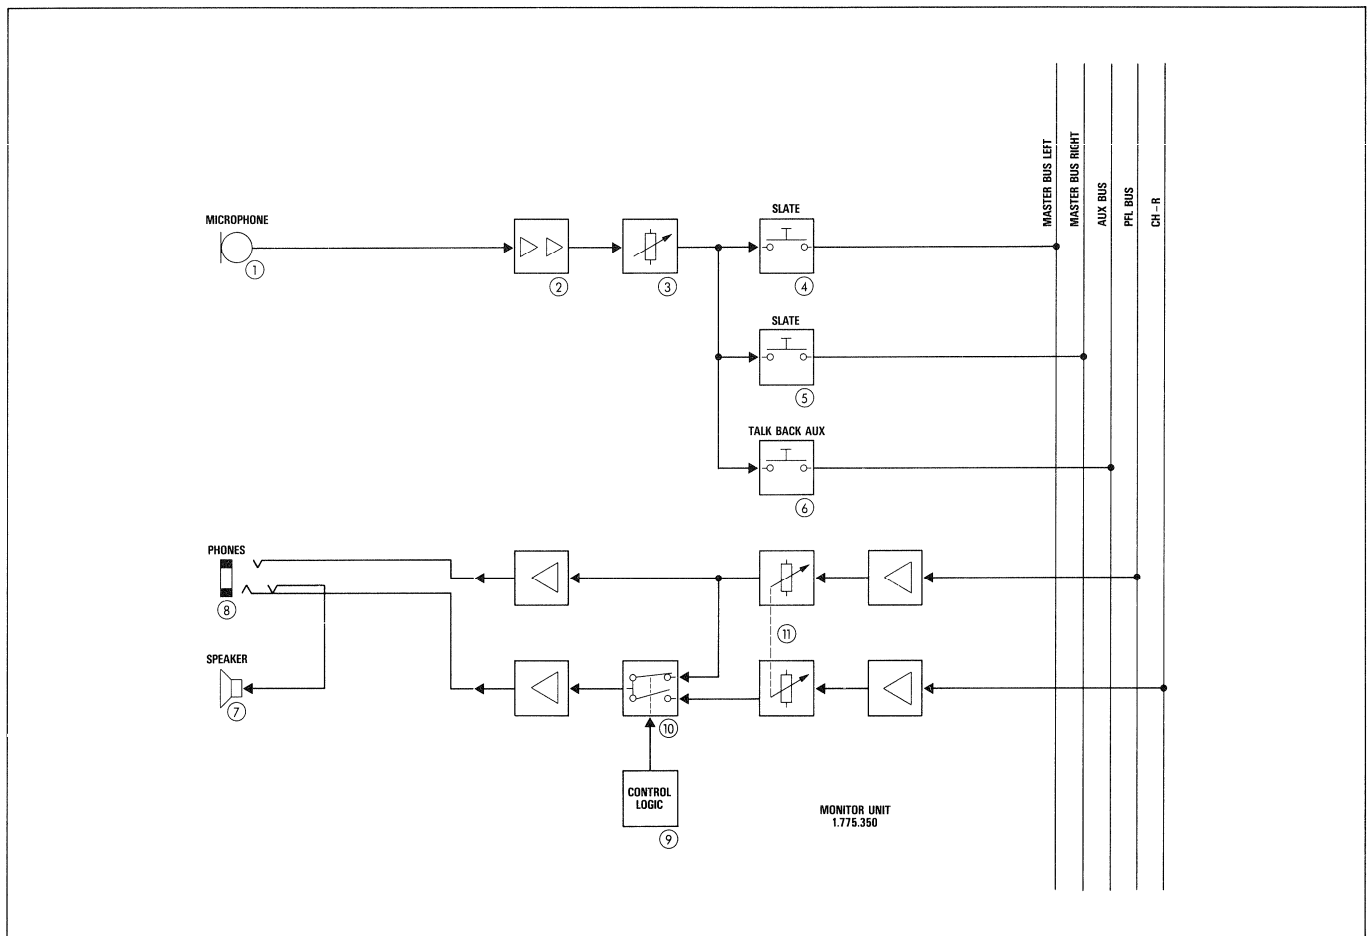 MASTER BUS LEFT
MASTER BUS RIGHT
AUX BUS
PFL BUS
CH – R
MICROPHONE
1
2
3
SLATE
4
SLATE
5
TALK BACK AUX
6
PHONES
8
11
SPEAKER
7
10
CONTROL
LOGIC
9
MONITOR UNIT
1.775.350